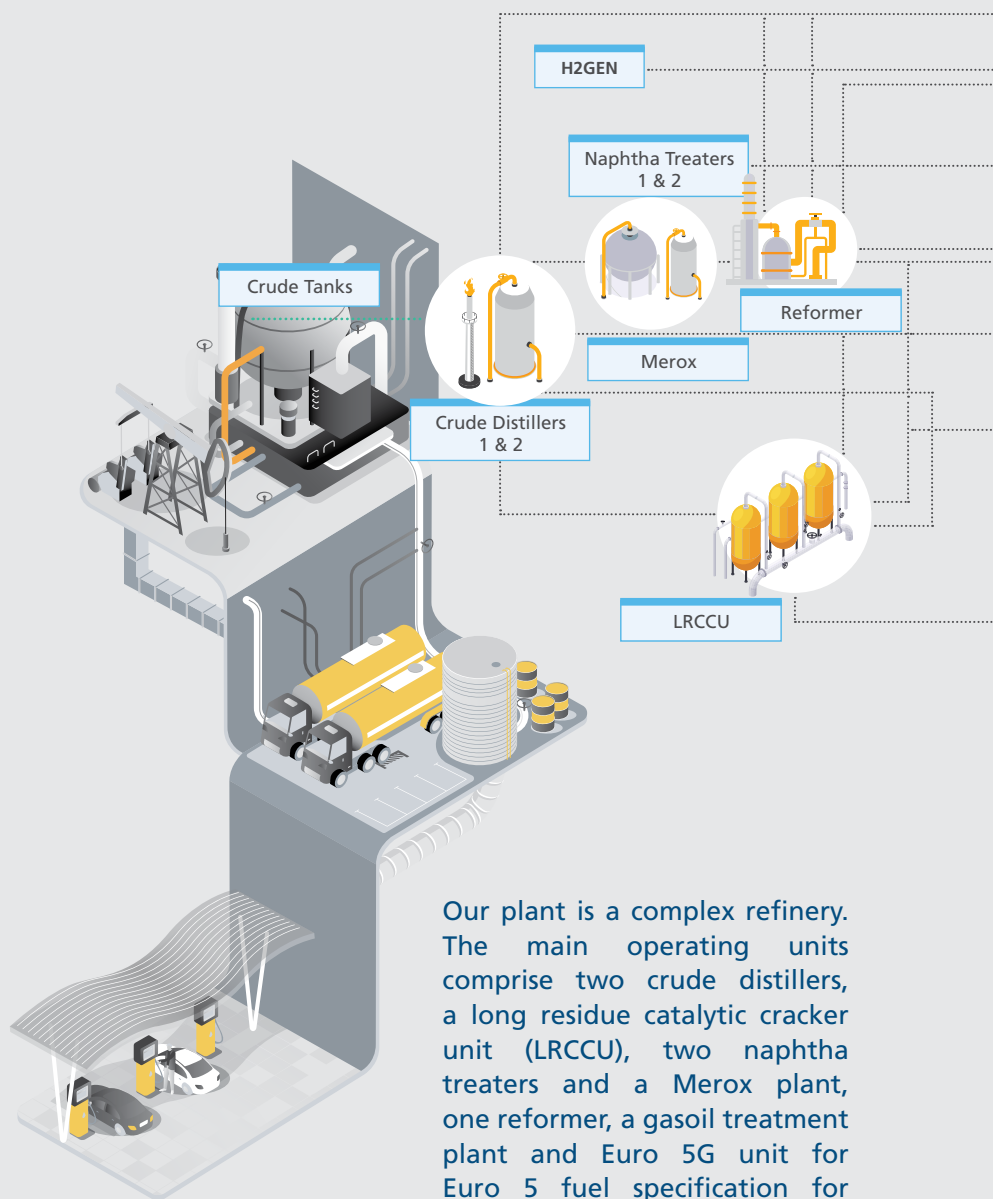 H2GEN
Naphtha Treaters
1 & 2
Crude Tanks
Reformer
Merox
Crude Distillers
1 & 2
LRCCU
Our plant is a complex refinery.
The main operating units
comprise two crude distillers,
a long residue catalytic cracker
unit (LRCCU), two naphtha
treaters and a Merox plant,
one reformer, a gasoil treatment
plant and Euro 5G unit for
Euro 5 fuel specification for